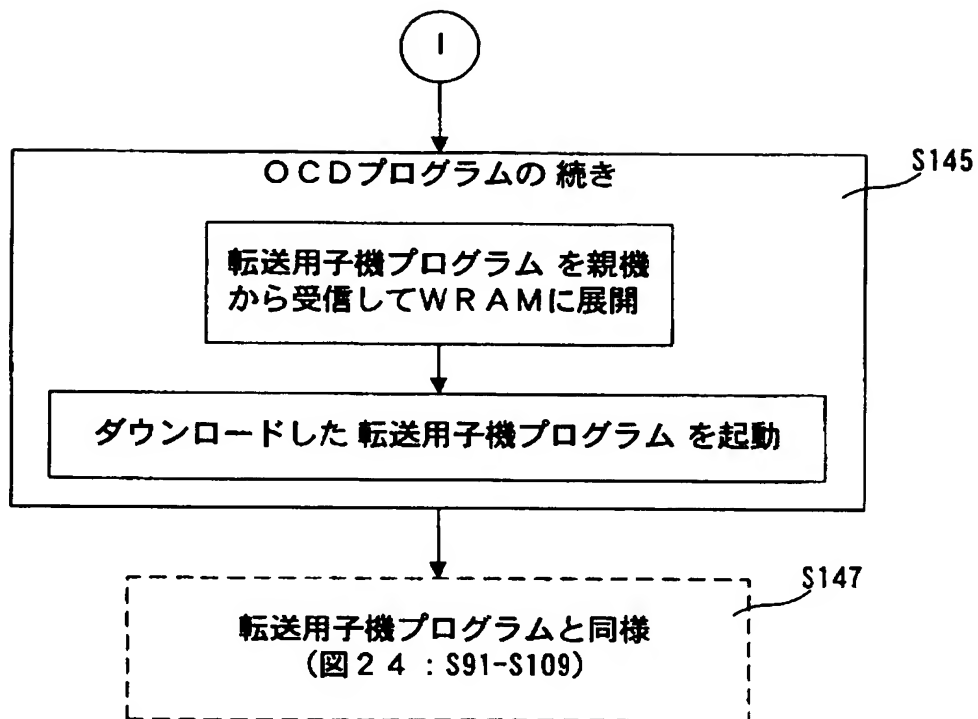 I
S145
OCDプログラムの 続き
転送用子機プログラム を親機
から受信してWRAMに展開
ダウンロードした 転送用子機プログラム を起動
S147
転送用子機プログラムと同様
(図24:S91-S109)